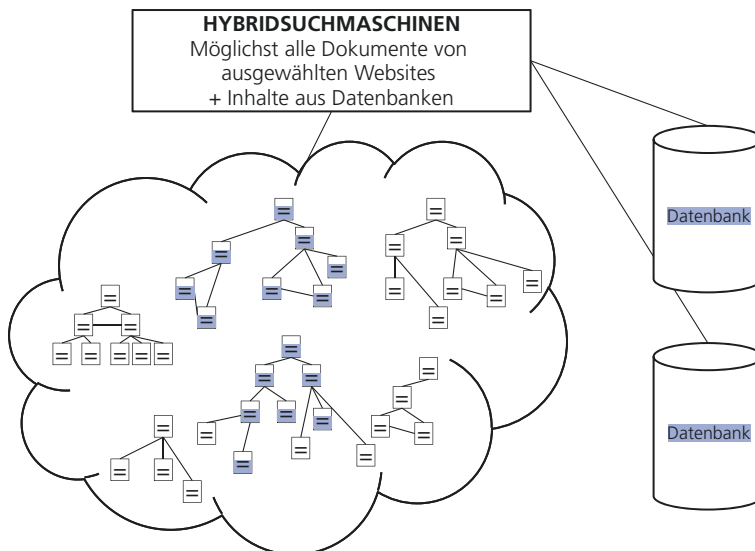 HYBRIDSUCHMASCHINEN
Möglichst alle Dokumente von
ausgewählten Websites
+ Inhalte aus Datenbanken
Datenbank
Datenbank